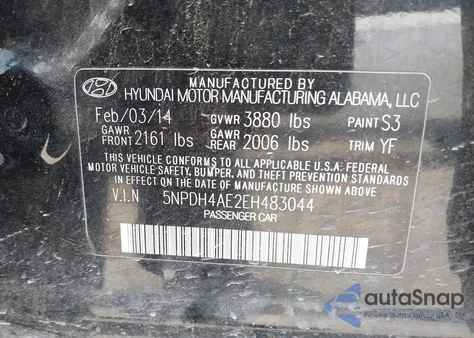 MANUFACTURED BY
HYUNDAI MOTOR MANUFACTURING ALABAMA, LLC
Feb/03/14 GVWR 3880 lbs PAINT S3
GAWR FRONT 2161 lbs GAWR REAR 2006 lbs TRIM YF
THIS VEHICLE CONFORMS TO ALL APPLICABLE U.S.A. FEDERAL
MOTOR VEHICLE SAFETY, BUMPER, AND THEFT PREVENTION
STANDARDS IN EFFECT ON THE DATE OF MANUFACTURE SHOWN ABOVE.
V.I.N 5NPDH4AE2EH483044
PASSENGER CAR
autoSnap